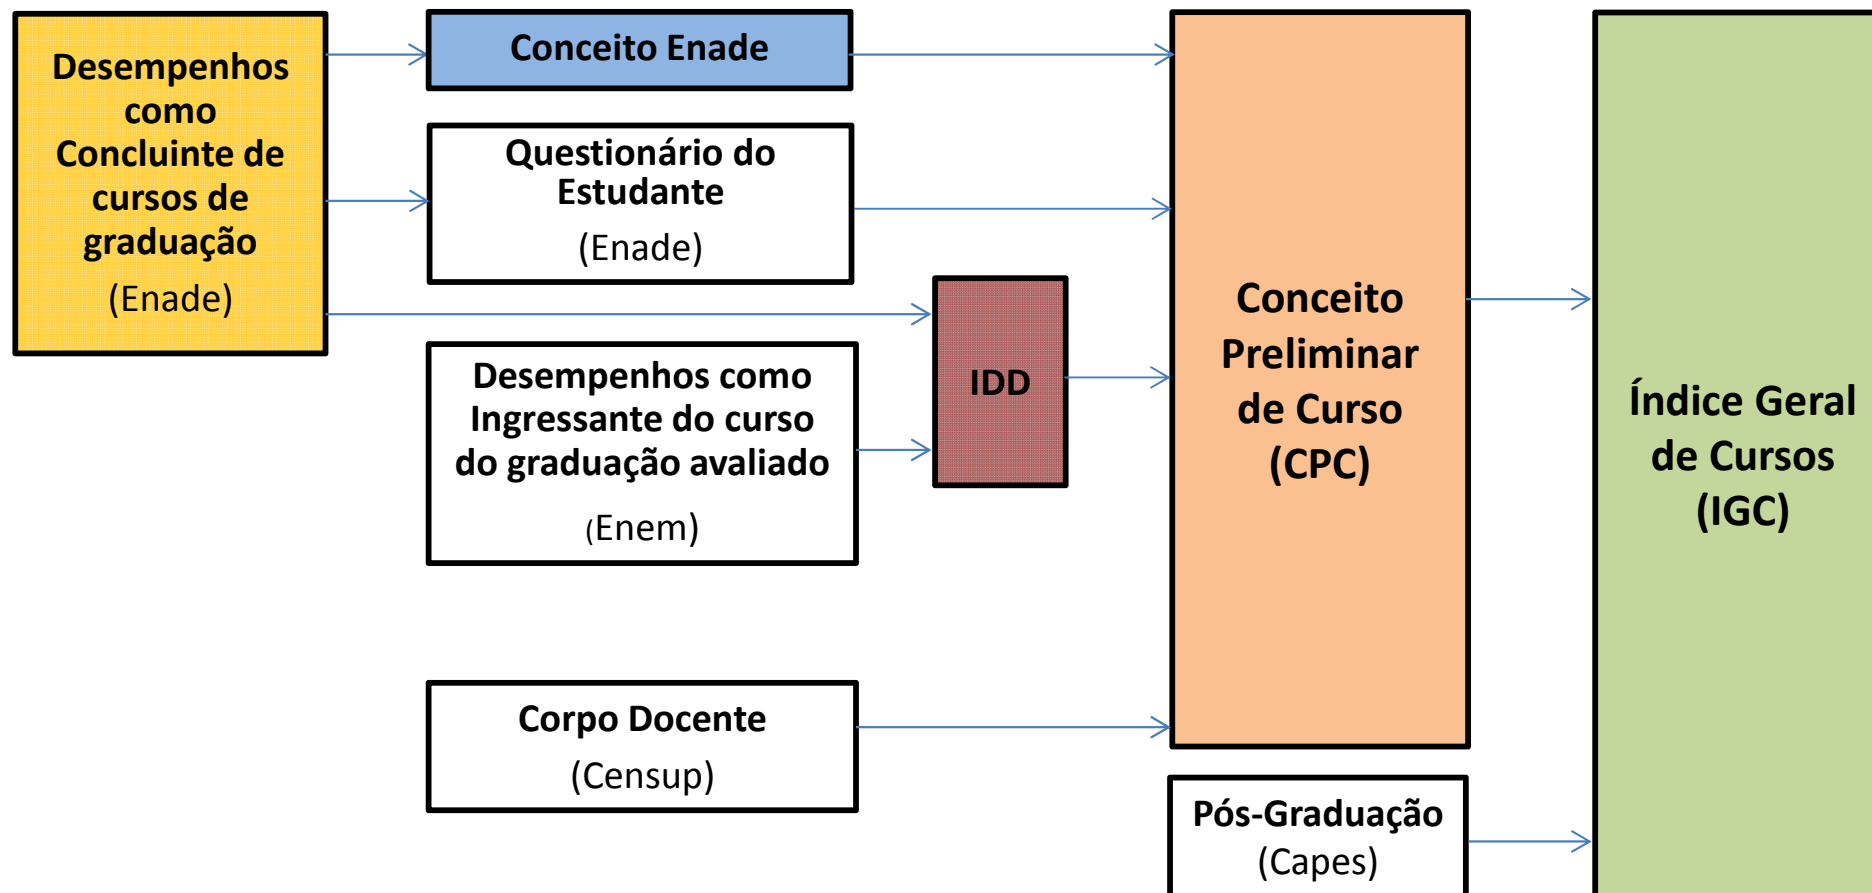 Desempenhos
como
Concluinte de
cursos de
graduação
(Enade)
Conceito Enade
Questionário do
Estudante
(Enade)
Desempenhos como
Ingressante do curso
do graduação avaliado
(Enem)
IDD
Corpo Docente
(Censup)
Conceito
Preliminar
de Curso
(CPC)
Pós-Graduação
(Capes)
Índice Geral
de Cursos
(IGC)